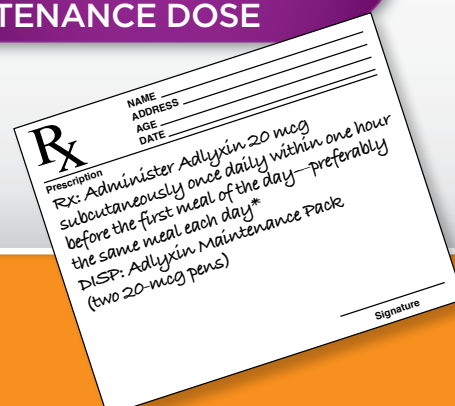 TENANCE DOSE
NAME
ADDRESS
AGE
DATE
Rx
Prescription
RX: Administer Adlyxin 20 mcg
subcutaneously once daily within one hour
before the first meal of the day—preferably
the same meal each day*
DISP: Adlyxin Maintenance Pack
(two 20-mcg pens)
Signature